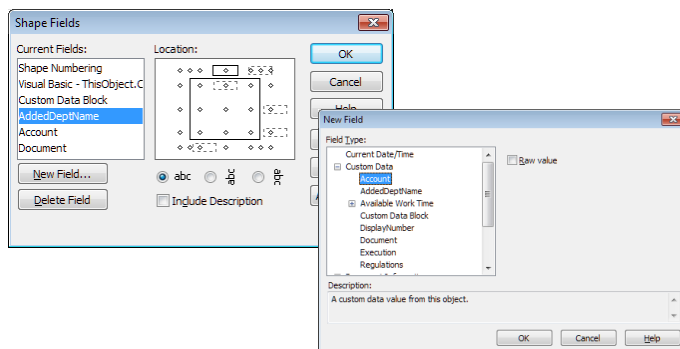 Shape Fields
Current Fields:
Location:
Shape Numbering
Visual Basic - ThisObject.C
Custom Data Block
AddedDeptName
Account
Document
New Field...
Delete Field
abc
abc
abc
Include Description
OK
Cancel
Help
New Field
Field Type:
Current Date/Time
Custom Data
Account
AddedDeptName
Available Work Time
Custom Data Block
DisplayNumber
Document
Execution
Regulations
Raw value
Description:
A custom data value from this object.
OK
Cancel
Help